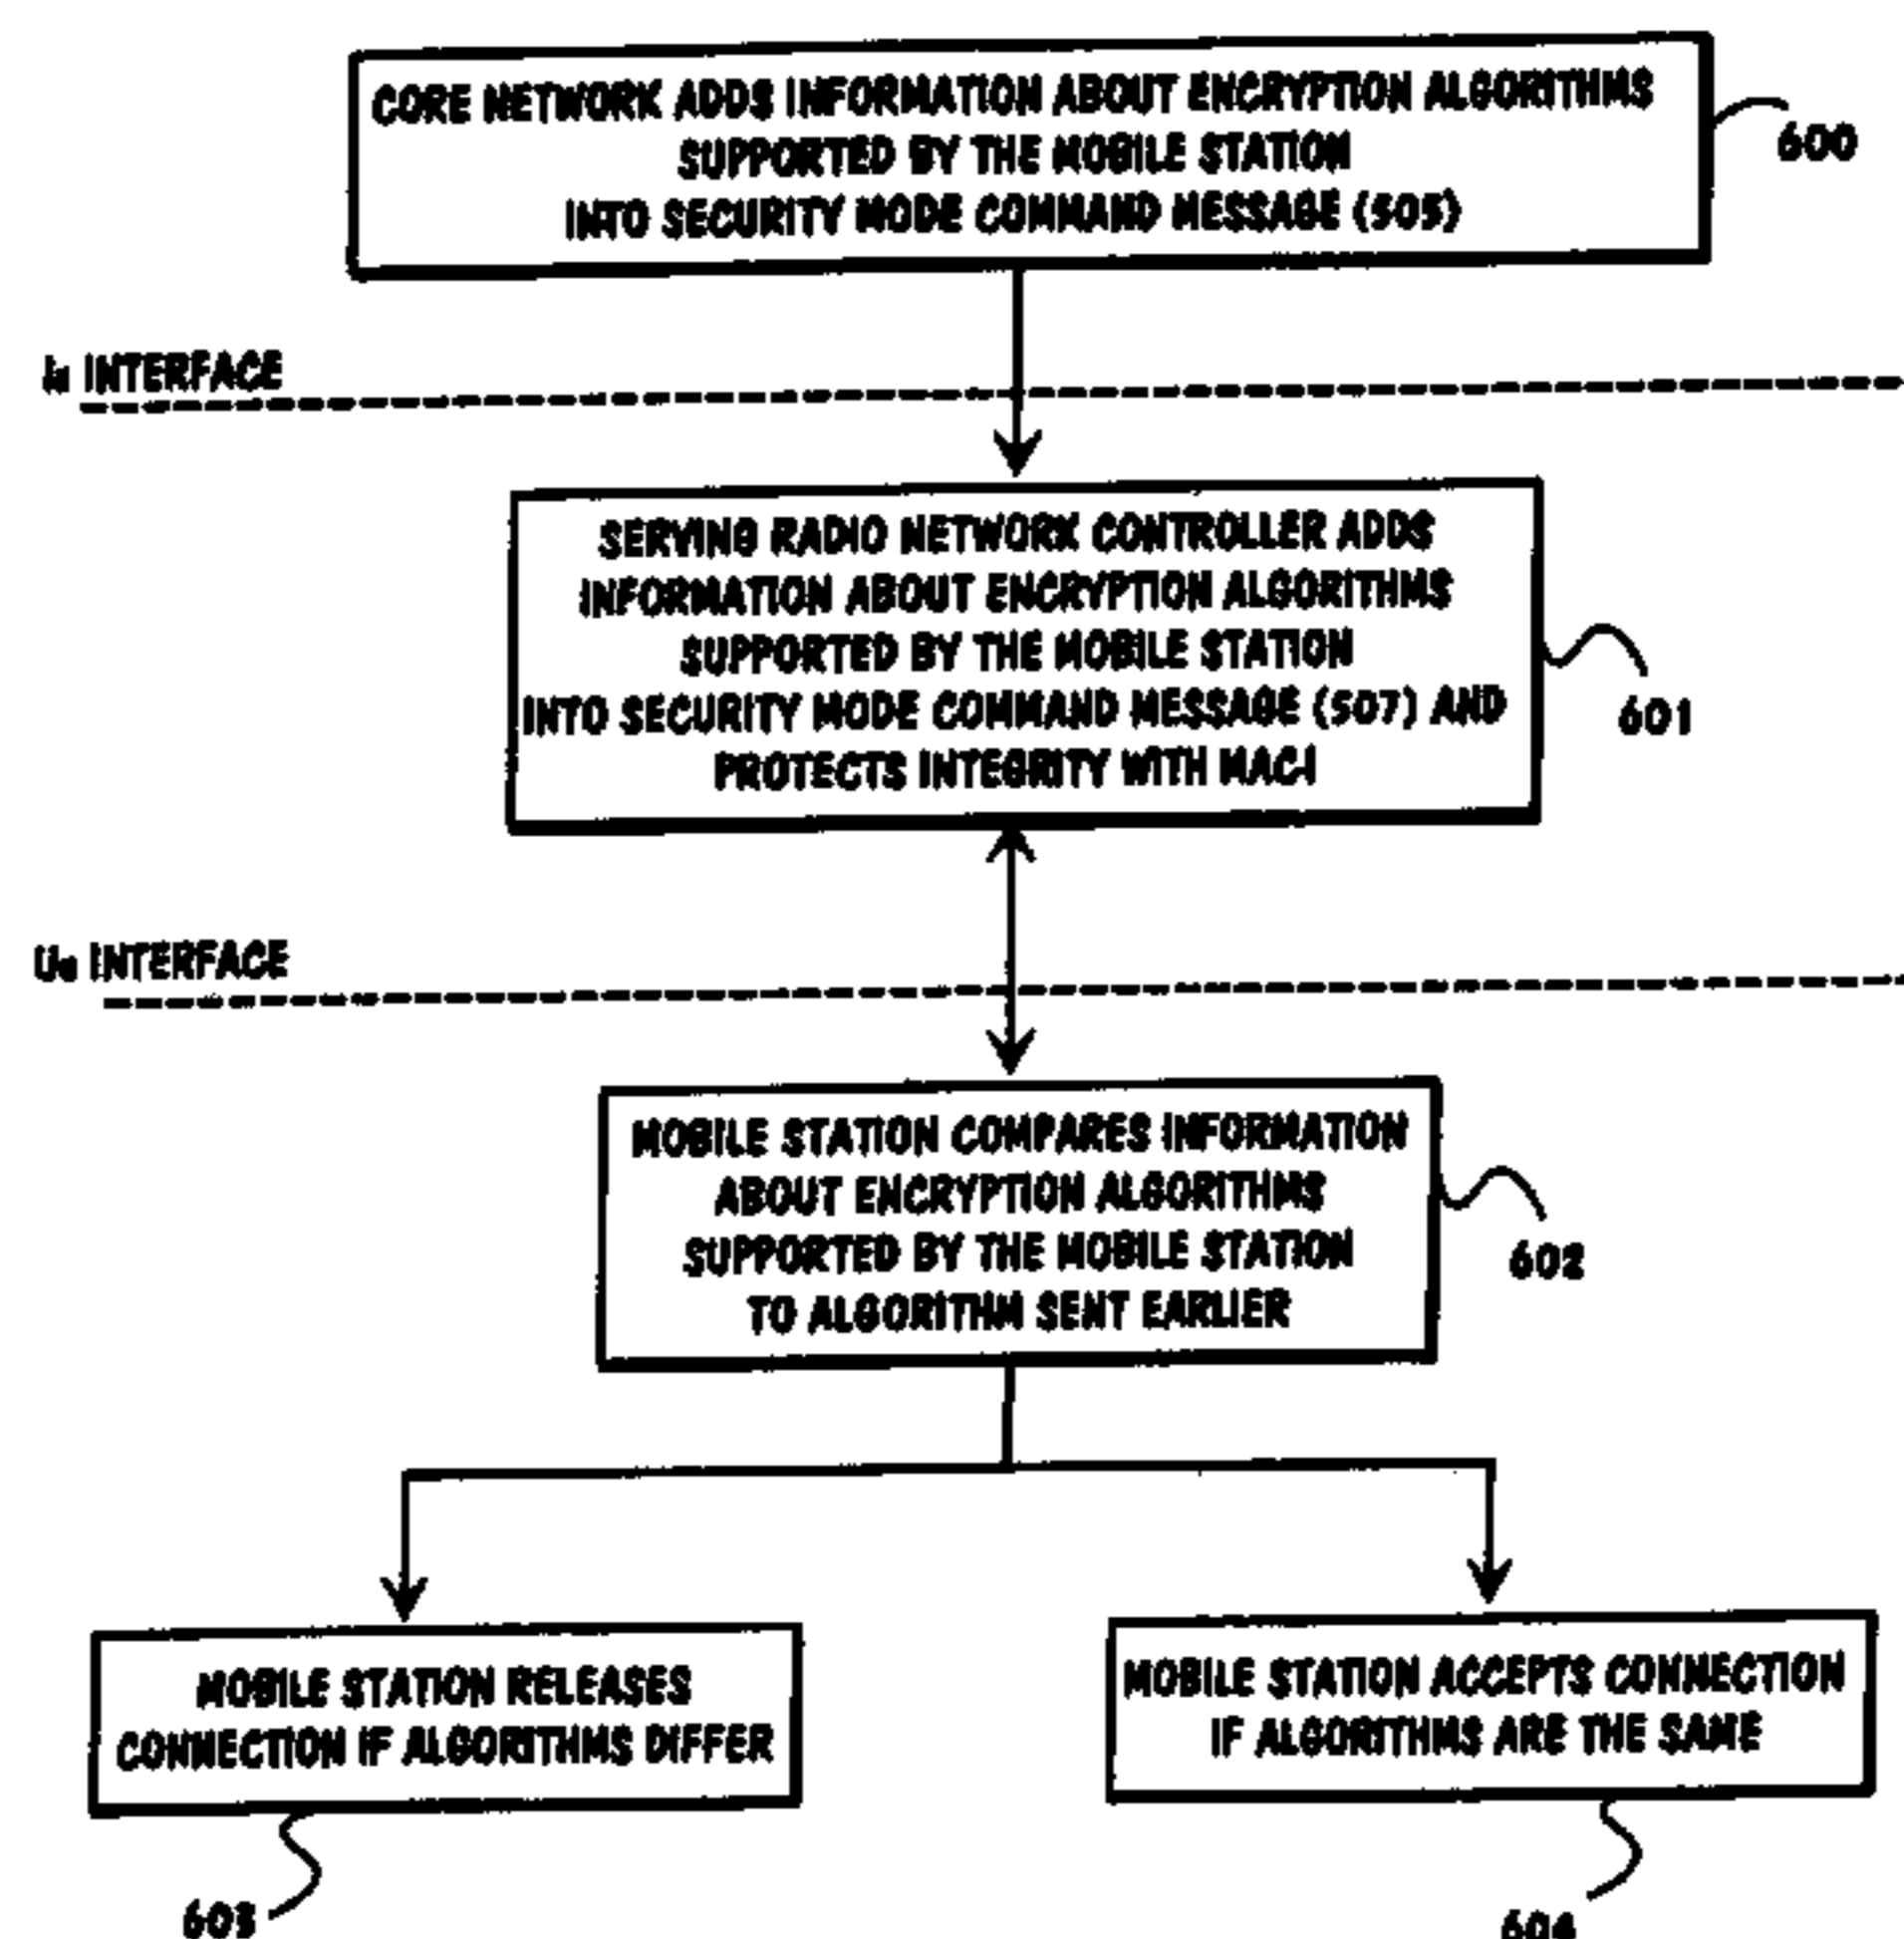 CORE NETWORK ADDS INFORMATION ABOUT ENCRYPTION ALGORITHMS
SUPPORTED BY THE MOBILE STATION
INTO SECURITY MODE COMMAND MESSAGE (505)
600
Iu INTERFACE
SERVING RADIO NETWORK CONTROLLER ADDS
INFORMATION ABOUT ENCRYPTION ALGORITHMS
SUPPORTED BY THE MOBILE STATION
INTO SECURITY MODE COMMAND MESSAGE (507) AND
PROTECTS INTEGRITY WITH MAC-I
601
Uu INTERFACE
MOBILE STATION COMPARES INFORMATION
ABOUT ENCRYPTION ALGORITHMS
SUPPORTED BY THE MOBILE STATION
TO ALGORITHM SENT EARLIER
602
MOBILE STATION RELEASES
CONNECTION IF ALGORITHMS DIFFER
MOBILE STATION ACCEPTS CONNECTION
IF ALGORITHMS ARE THE SAME
603
604